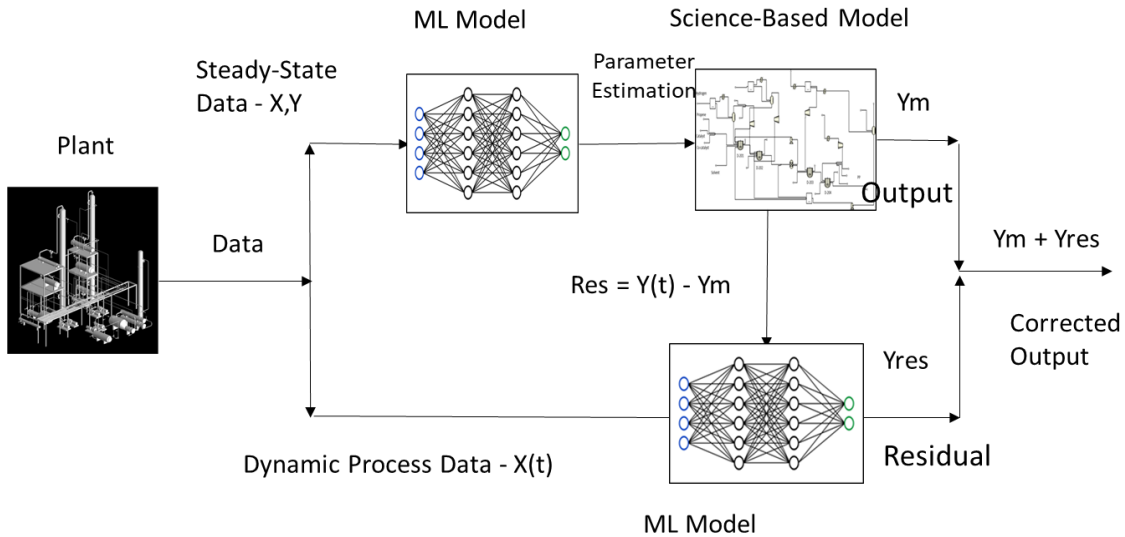 ML Model
Science-Based Model
Steady-State
Data - X,Y
Parameter
Estimation
Ym
Plant
Output
Data
Ym + Yres
Res = Y(t) - Ym
Corrected
Output
Yres
Dynamic Process Data - X(t)
Residual
ML Model